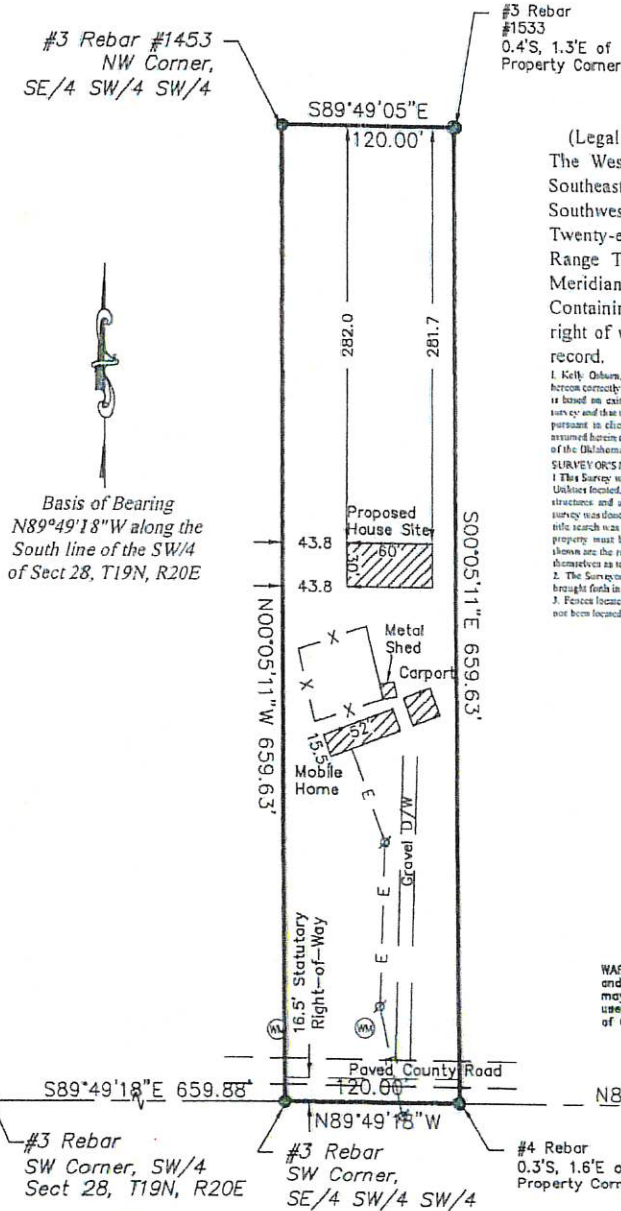 #3 Rebar #1453
NW Corner,
SE/4 SW/4 SW/4
#3 Rebar
#1533
0.4'S, 1.3'E of
Property Corner
S89°49'05"E
120.00'
(Legal
The Wes
Southeast
Southwes
Twenty-e
Range T
Meridian
Containin
right of w
record.
282.0
281.7
Basis of Bearing
N89°49'18"W along the
South line of the SW/4
of Sect 28, T19N, R20E
Proposed
House Site
43.8
60'
30'
43.8
N00°05'11"W 659.63'
S00°05'11"E 659.63'
X
X
X
Metal
Shed
Carport
52'
15.5'
Mobile
Home
E
E
E
Gravel D/W
16.5' Statutory
Right-of-Way
WM
WM
Paved County Road
S89°49'18"E 659.88'
120.00'
N89°49'18"W
N8
#3 Rebar
SW Corner, SW/4
Sect 28, T19N, R20E
#3 Rebar
SW Corner,
SE/4 SW/4 SW/4
#4 Rebar
0.3'S, 1.6'E o
Property Corn
and
may
use
of